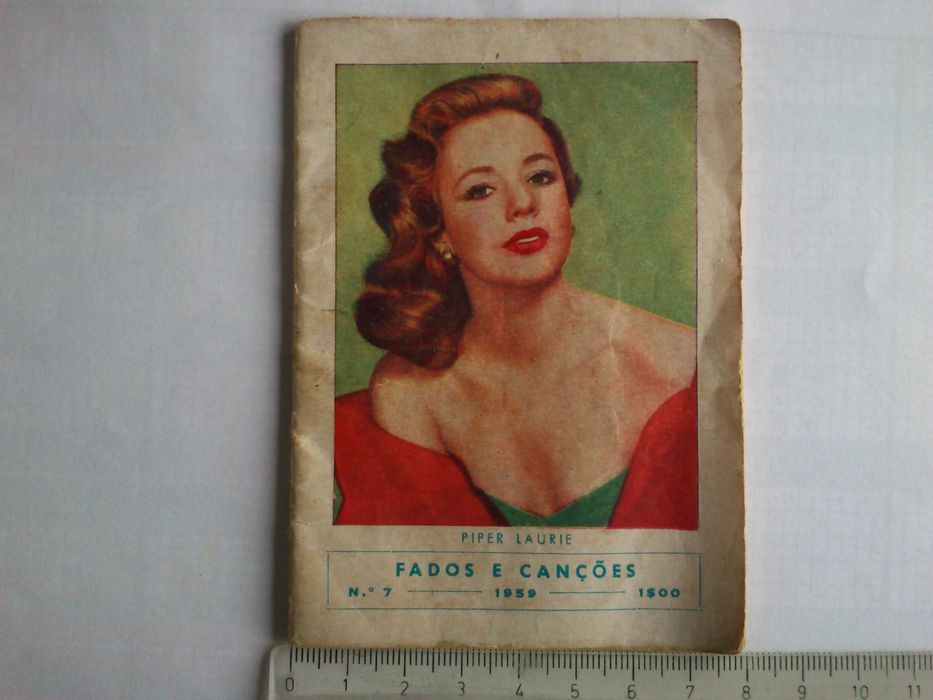 PIPER LAURIE
FADOS E CANÇÕES
N.º 7 1959 1$00
0 1 2 3 4 5 6 7 8 9 10 11